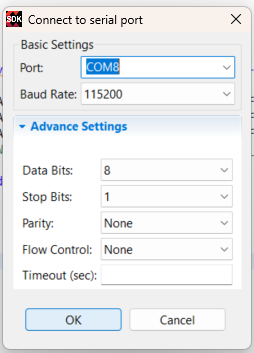 SDK Connect to serial port
Basic Settings
Port: COM8
Baud Rate: 115200
Advance Settings
Data Bits: 8
Stop Bits: 1
Parity: None
Flow Control: None
Timeout (sec):
OK Cancel